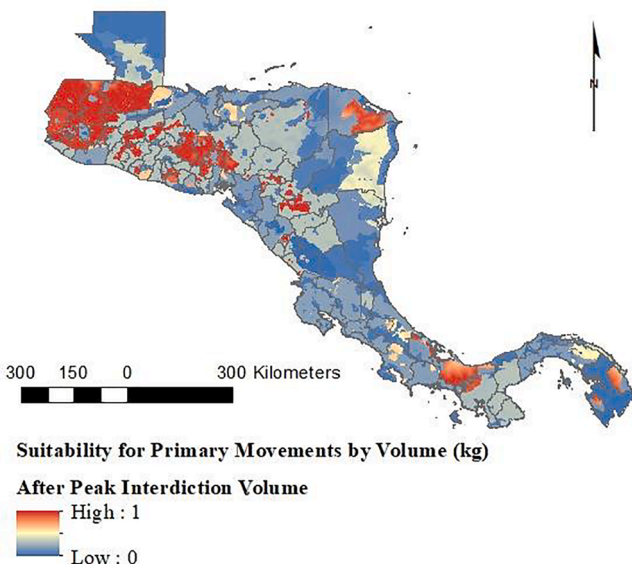 N
300 150 0 300 Kilometers
Suitability for Primary Movements by Volume (kg)
After Peak Interdiction Volume
High : 1
Low : 0